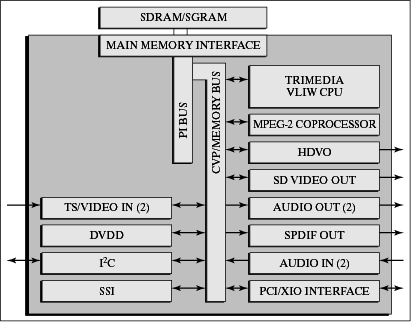 SDRAM/SGRAM
MAIN MEMORY INTERFACE
PI BUS
CVP/MEMORY BUS
TRIMEDIA
VLIW CPU
MPEG-2 COPROCESSOR
HDVO
SD VIDEO OUT
TS/VIDEO IN (2)
AUDIO OUT (2)
DVDD
SPDIF OUT
I²C
AUDIO IN (2)
SSI
PCI/XIO INTERFACE